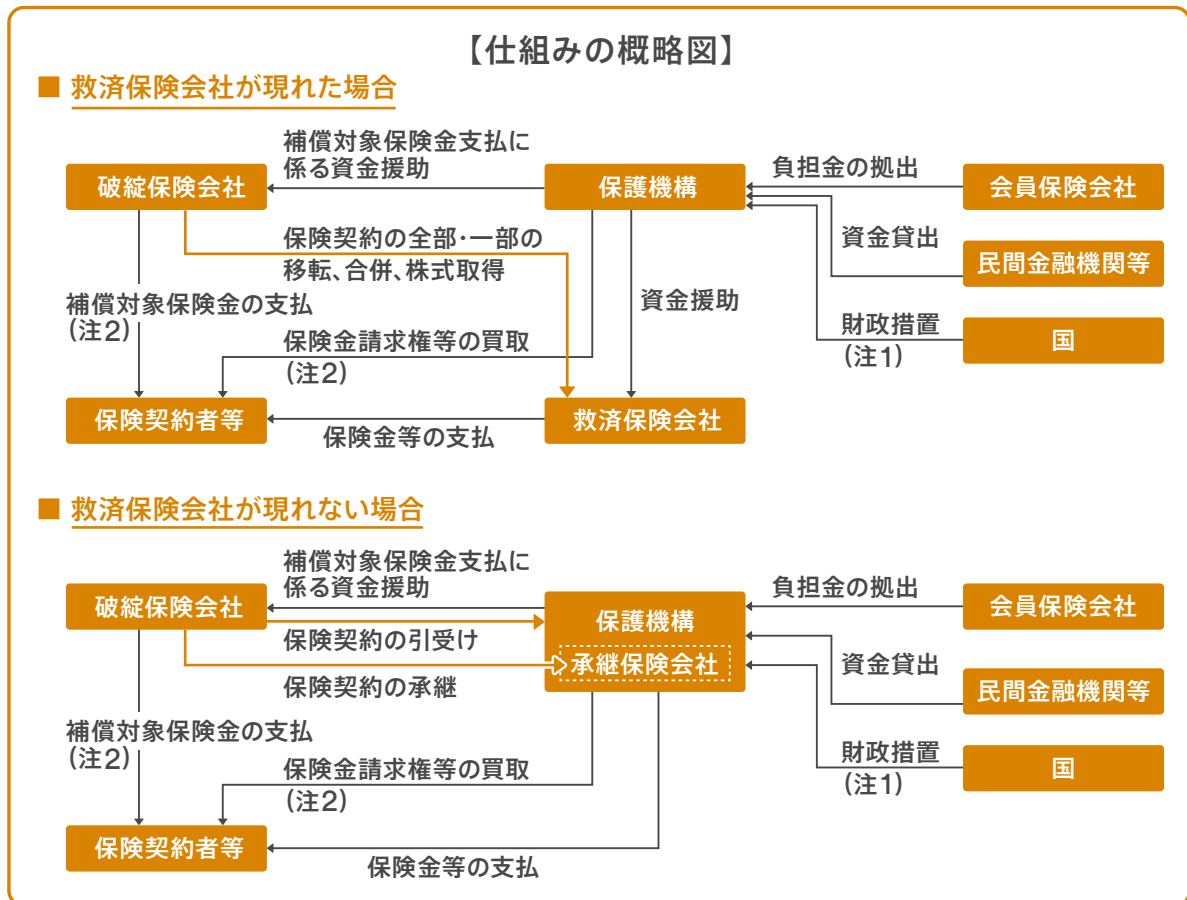 【仕組みの概略図】
■ 救済保険会社が現れた場合
補償対象保険金支払に
係る資金援助
負担金の拠出
破綻保険会社
保護機構
会員保険会社
保険契約の全部・一部の
移転、合併、株式取得
資金貸出
民間金融機関等
補償対象保険金の支払
(注2)
資金援助
保険金請求権等の買取
(注2)
財政措置
(注1)
国
保険契約者等
救済保険会社
保険金等の支払
■ 救済保険会社が現れない場合
補償対象保険金支払に
係る資金援助
負担金の拠出
破綻保険会社
保護機構
会員保険会社
保険契約の引受け
承継保険会社
資金貸出
保険契約の承継
民間金融機関等
補償対象保険金の支払
(注2)
保険金請求権等の買取
(注2)
財政措置
(注1)
国
保険契約者等
保険金等の支払